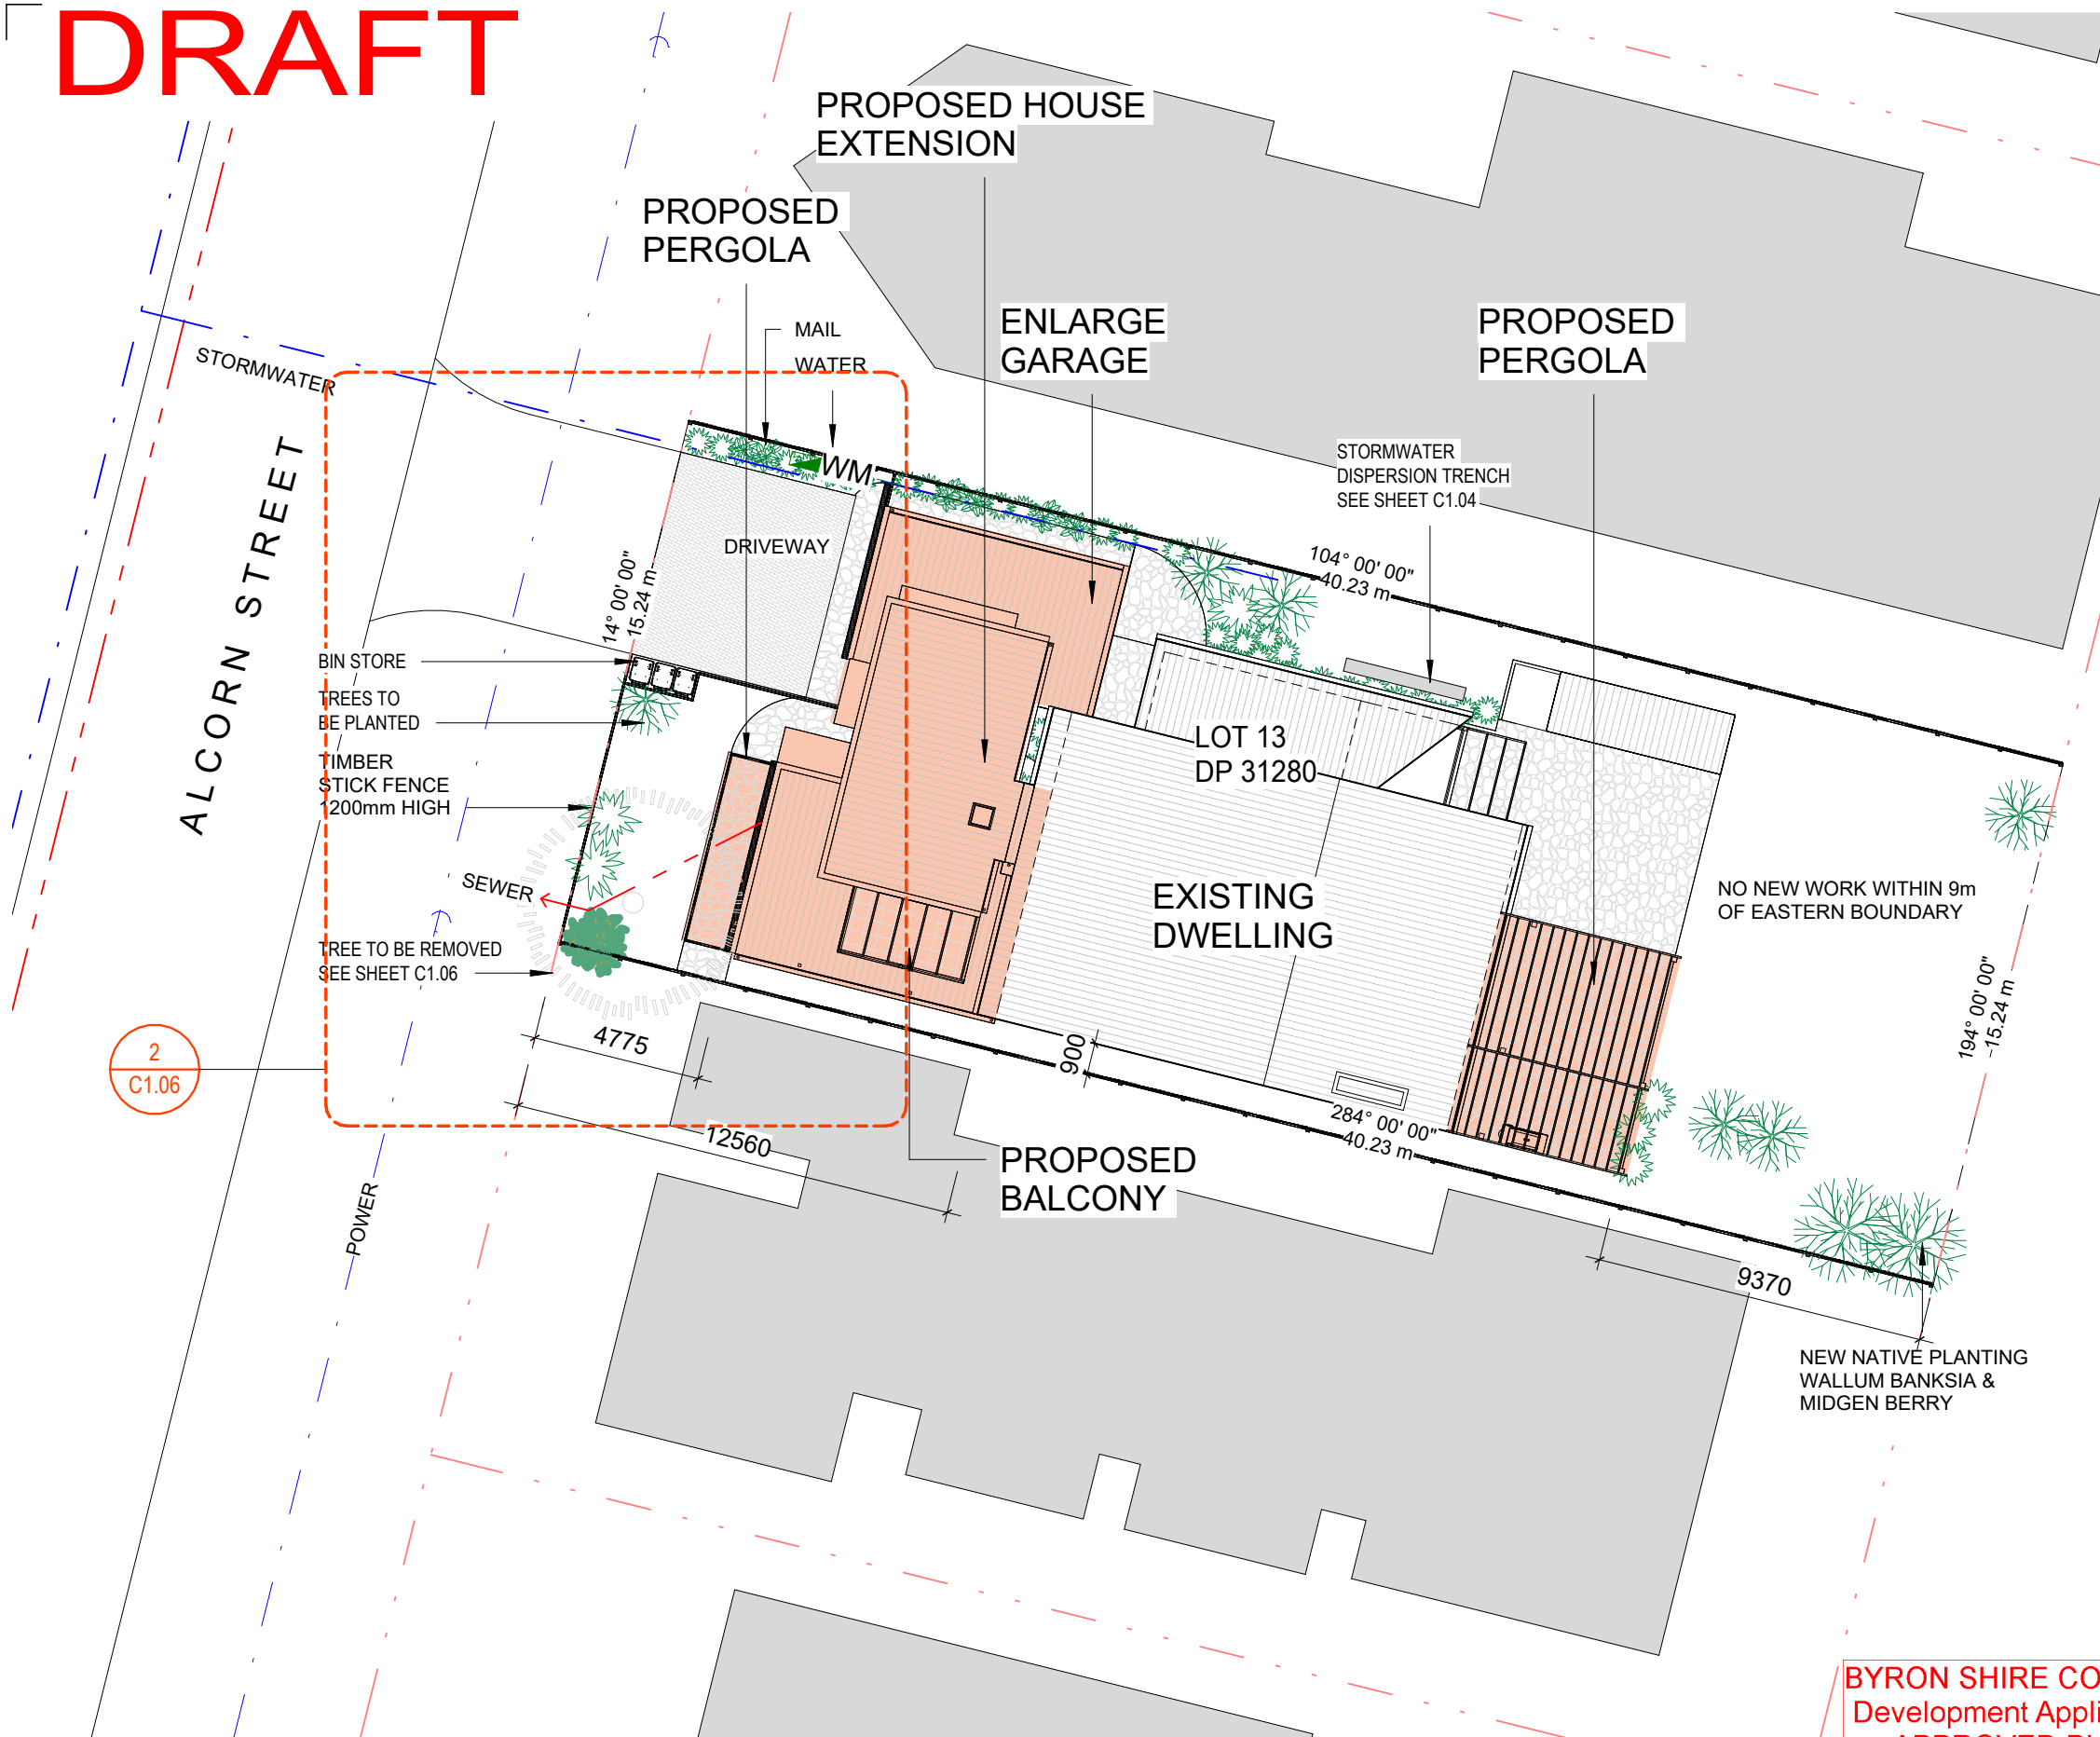 DRAFT
PROPOSED HOUSE
EXTENSION
PROPOSED
PERGOLA
MAIL
WATER
ENLARGE
GARAGE
PROPOSED
PERGOLA
STORMWATER
ALCORN STREET
WM
STORMWATER
DISPERSION TRENCH
SEE SHEET C1.04
DRIVEWAY
104° 00' 00"
40.23 m
14° 00' 00"
15.24 m
BIN STORE
TREES TO
BE PLANTED
TIMBER
STICK FENCE
1200mm HIGH
LOT 13
DP 31280
SEWER
EXISTING
DWELLING
NO NEW WORK WITHIN 9m
OF EASTERN BOUNDARY
TREE TO BE REMOVED
SEE SHEET C1.06
194° 00' 00"
15.24 m
2
C1.06
4775
900
12560
284° 00' 00"
40.23 m
PROPOSED
BALCONY
POWER
9370
NEW NATIVE PLANTING
WALLUM BANKSIA &
MIDGEN BERRY
BYRON SHIRE CO
Development Appli